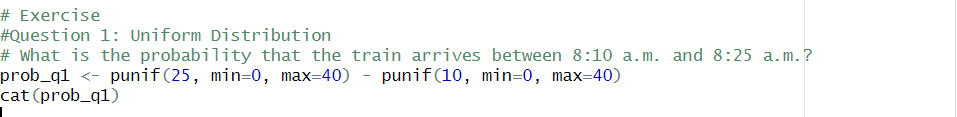 # Exercise
#Question 1: Uniform Distribution
# What is the probability that the train arrives between 8:10 a.m. and 8:25 a.m.?
prob_q1 <- punif(25, min=0, max=40) - punif(10, min=0, max=40)
cat(prob_q1)